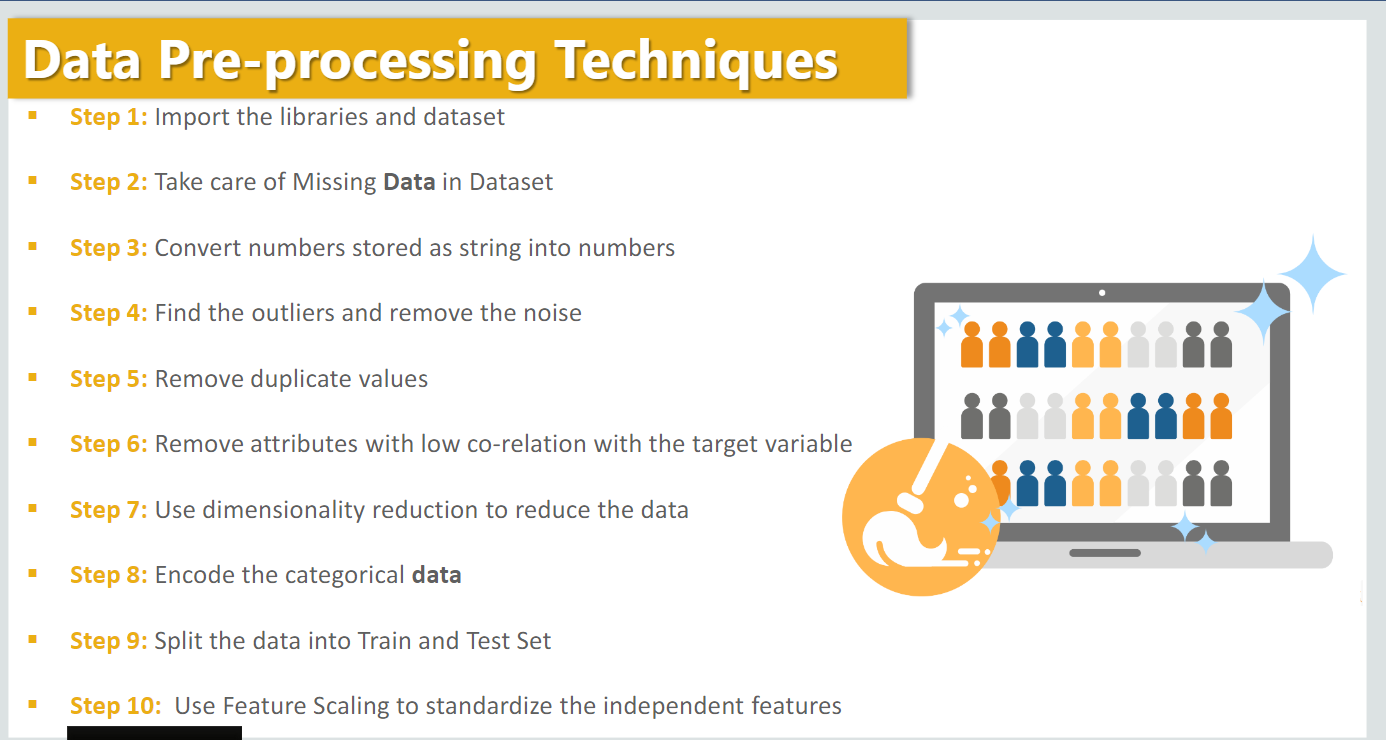 Data Pre-processing Techniques
Step 1: Import the libraries and dataset
Step 2: Take care of Missing Data in Dataset
Step 3: Convert numbers stored as string into numbers
Step 4: Find the outliers and remove the noise
Step 5: Remove duplicate values
Step 6: Remove attributes with low co-relation with the target variable
Step 7: Use dimensionality reduction to reduce the data
Step 8: Encode the categorical data
Step 9: Split the data into Train and Test Set
Step 10: Use Feature Scaling to standardize the independent features